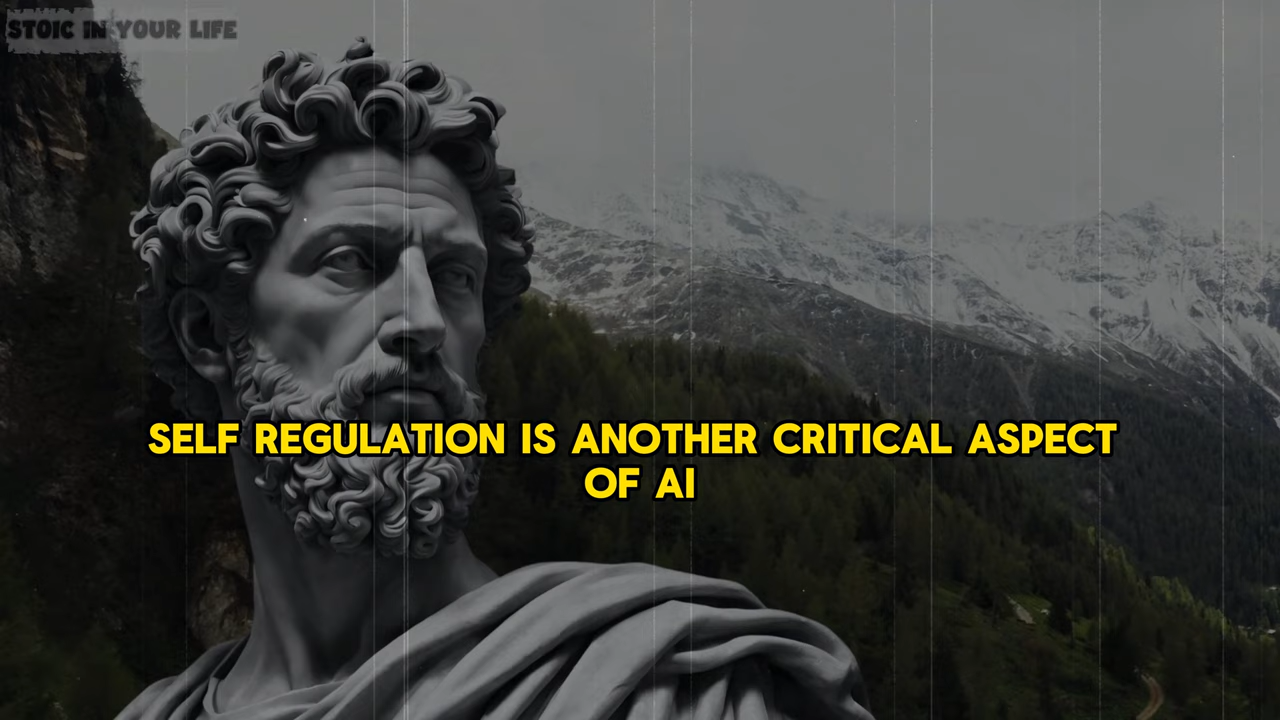 STOIC IN YOUR LIFE
SELF REGULATION IS ANOTHER CRITICAL ASPECT
OF AI